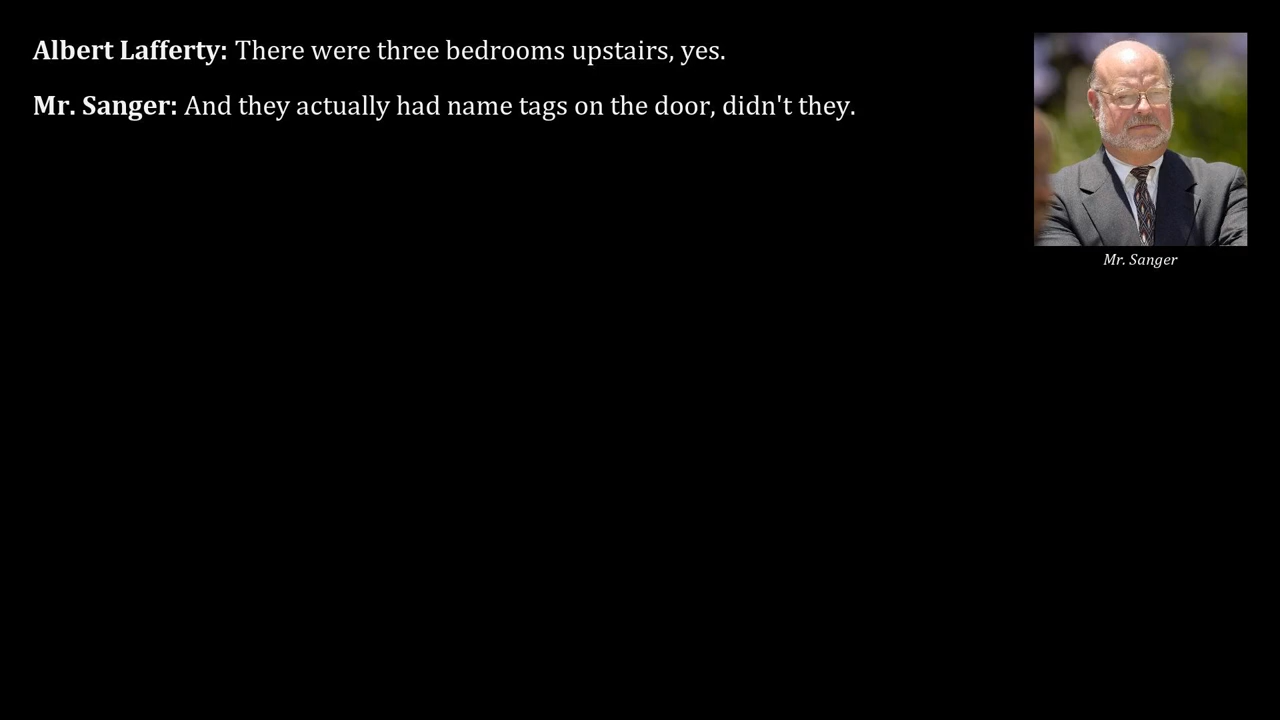 Albert Lafferty: There were three bedrooms upstairs, yes.
Mr. Sanger: And they actually had name tags on the door, didn't they.
Mr. Sanger